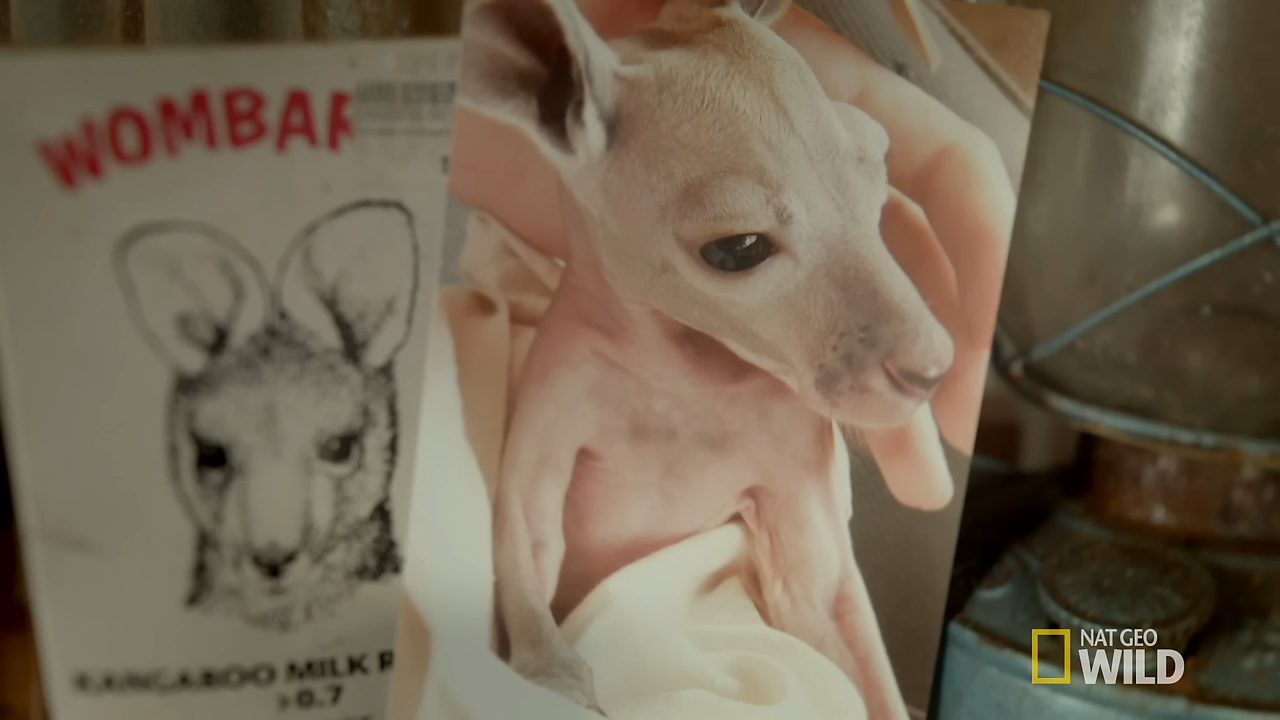 WOMBAR
KANGAROO MILK R
>0.7
NAT GEO
WILD